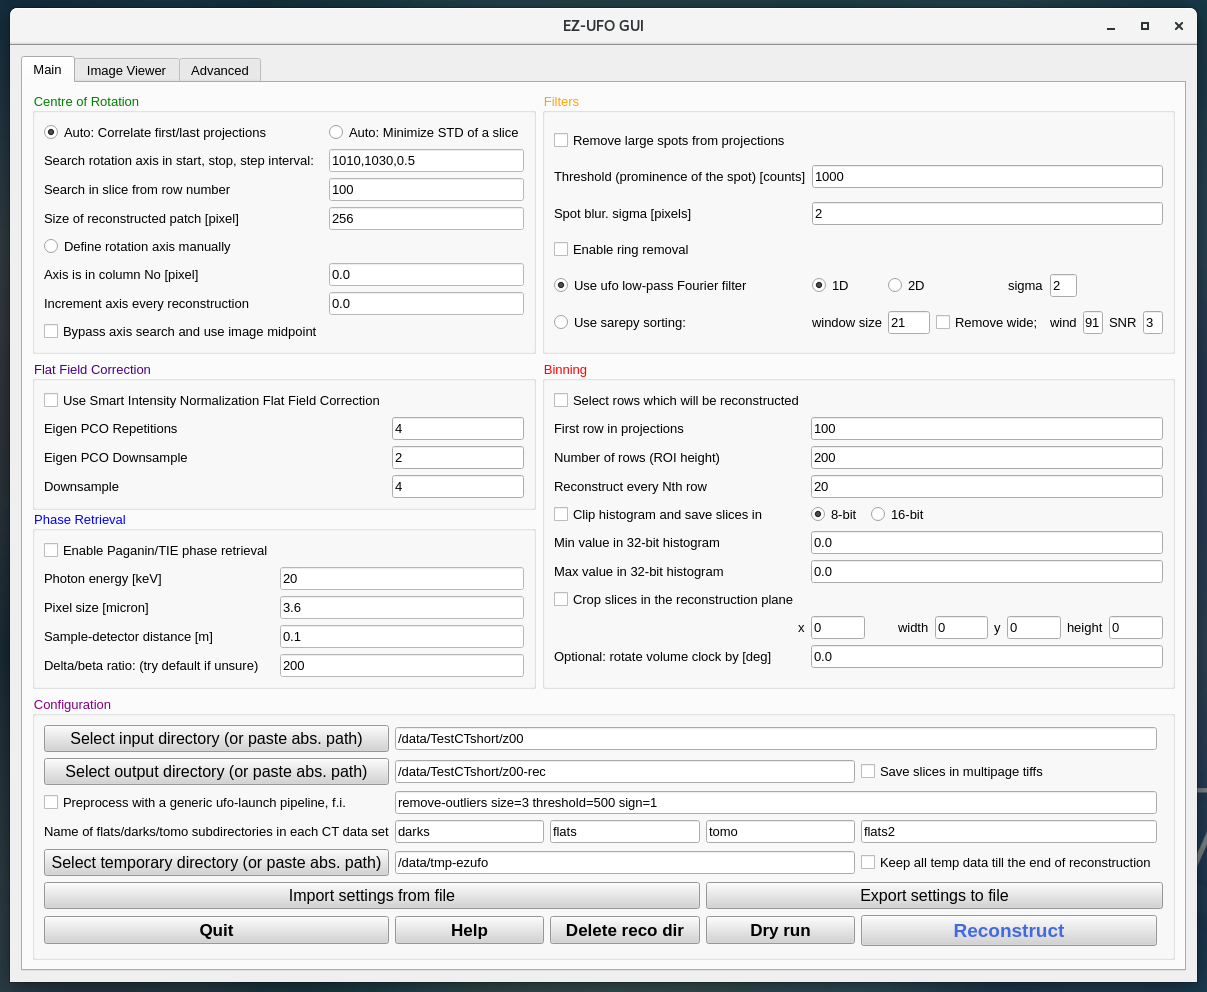 EZ-UFO GUI
Main
Image Viewer
Advanced
Centre of Rotation
Auto: Correlate first/last projections
Auto: Minimize STD of a slice
Search rotation axis in start, stop, step interval: 1010,1030,0.5
Search in slice from row number 100
Size of reconstructed patch [pixel] 256
Define rotation axis manually
Axis is in column No [pixel] 0.0
Increment axis every reconstruction 0.0
Bypass axis search and use image midpoint
Filters
Remove large spots from projections
Threshold (prominence of the spot) [counts] 1000
Spot blur. sigma [pixels] 2
Enable ring removal
Use ufo low-pass Fourier filter 1D 2D sigma 2
Use sarepy sorting: window size 21 Remove wide; wind 91 SNR 3
Flat Field Correction
Use Smart Intensity Normalization Flat Field Correction
Eigen PCO Repetitions 4
Eigen PCO Downsample 2
Downsample 4
Phase Retrieval
Enable Paganin/TIE phase retrieval
Photon energy [keV] 20
Pixel size [micron] 3.6
Sample-detector distance [m] 0.1
Delta/beta ratio: (try default if unsure) 200
Binning
Select rows which will be reconstructed
First row in projections 100
Number of rows (ROI height) 200
Reconstruct every Nth row 20
Clip histogram and save slices in 8-bit 16-bit
Min value in 32-bit histogram 0.0
Max value in 32-bit histogram 0.0
Crop slices in the reconstruction plane
x 0 width 0 y 0 height 0
Optional: rotate volume clock by [deg] 0.0
Configuration
Select input directory (or paste abs. path) /data/TestCTshort/z00
Select output directory (or paste abs. path) /data/TestCTshort/z00-rec Save slices in multipage tiffs
Preprocess with a generic ufo-launch pipeline, f.i. remove-outliers size=3 threshold=500 sign=1
Name of flats/darks/tomo subdirectories in each CT data set darks flats tomo flats2
Select temporary directory (or paste abs. path) /data/tmp-ezufo Keep all temp data till the end of reconstruction
Import settings from file Export settings to file
Quit Help Delete reco dir Dry run Reconstruct